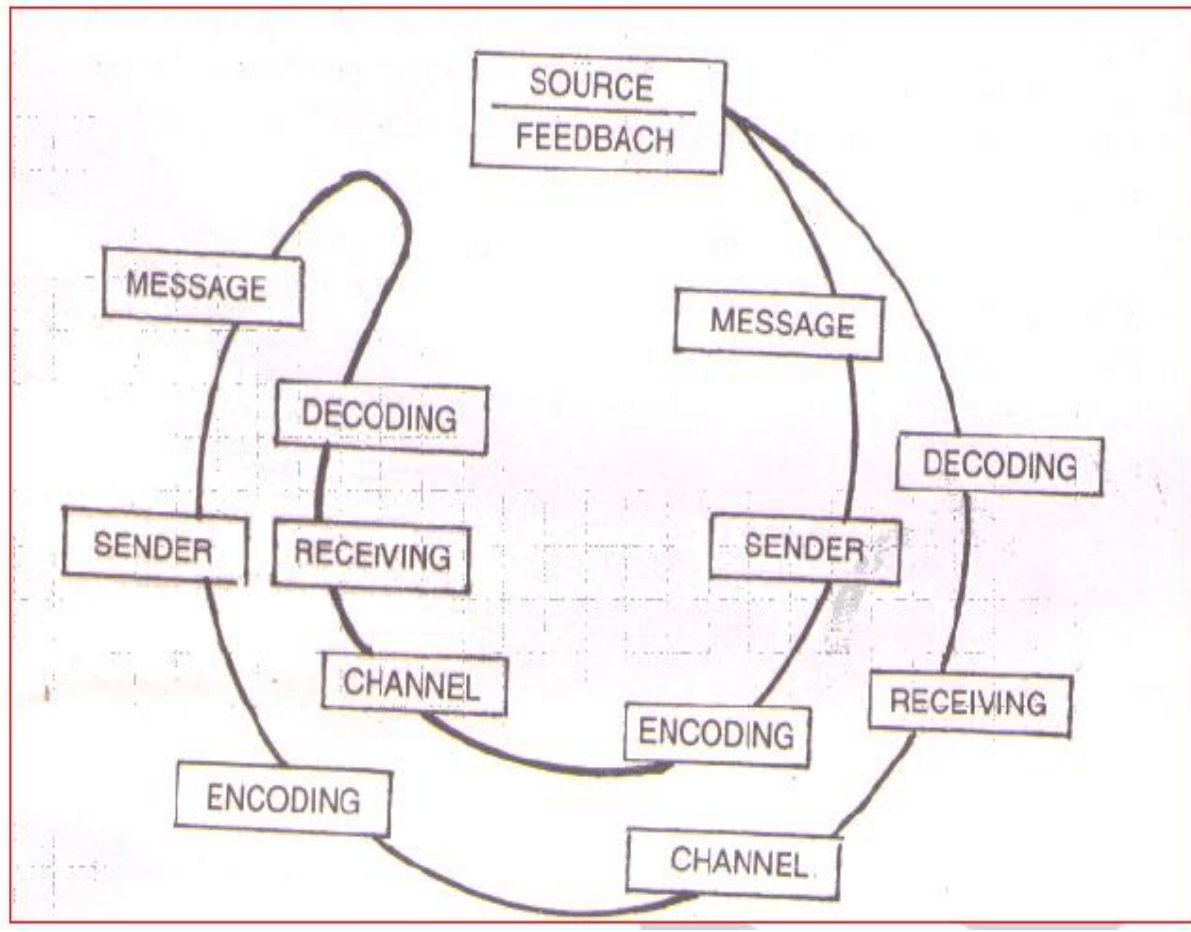 SOURCE
FEEDBACH
MESSAGE
MESSAGE
DECODING
DECODING
SENDER
RECEIVING
SENDER
CHANNEL
RECEIVING
ENCODING
ENCODING
CHANNEL